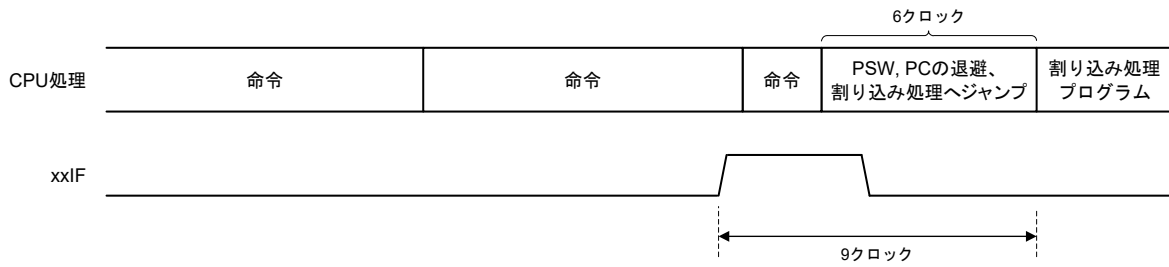 6クロック
CPU処理
命令
命令
命令
PSW, PCの退避、
割り込み処理へジャンプ
割り込み処理
プログラム
xxIF
9クロック